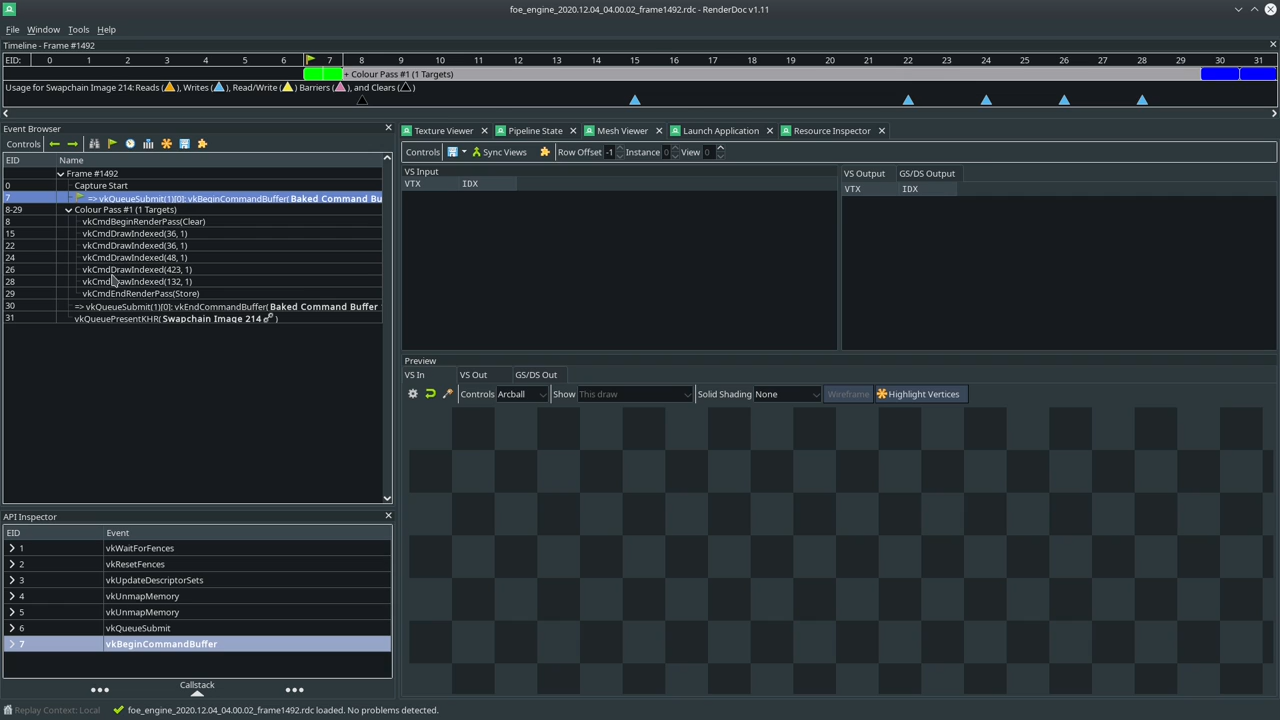 foe_engine_2020.12.04_04.00.02_frame1492.rdc - RenderDoc v1.11
File Window Tools Help
Timeline - Frame #1492
EID: 0 1 2 3 4 5 6 7 8 9 10 11 12 13 14 15 16 17 18 19 20 21 22 23 24 25 26 27 28 29 30 31
+ Colour Pass #1 (1 Targets)
Usage for Swapchain Image 214: Reads ( ), Writes ( ), Read/Write ( ) Barriers ( ), and Clears ( )
Event Browser
Controls
EID Name
Frame #1492
0 Capture Start
7 => vkQueueSubmit(1)[0]: vkBeginCommandBuffer( Baked Command Bu
8-29 Colour Pass #1 (1 Targets)
8 vkCmdBeginRenderPass(Clear)
15 vkCmdDrawIndexed(36, 1)
22 vkCmdDrawIndexed(36, 1)
24 vkCmdDrawIndexed(48, 1)
26 vkCmdDrawIndexed(423, 1)
28 vkCmdDrawIndexed(132, 1)
29 vkCmdEndRenderPass(Store)
30 => vkQueueSubmit(1)[0]: vkEndCommandBuffer( Baked Command Buffer
31 vkQueuePresentKHR( Swapchain Image 214 )
API Inspector
EID Event
1 vkWaitForFences
2 vkResetFences
3 vkUpdateDescriptorSets
4 vkUnmapMemory
5 vkUnmapMemory
6 vkQueueSubmit
7 vkBeginCommandBuffer
Callstack
Texture Viewer Pipeline State Mesh Viewer Launch Application Resource Inspector
Controls Sync Views Row Offset -1 Instance 0 View 0
VS Input
VTX IDX
VS Output GS/DS Output
VTX IDX
Preview
VS In VS Out GS/DS Out
Controls Arcball Show This draw Solid Shading None Wireframe Highlight Vertices
Replay Context: Local foe_engine_2020.12.04_04.00.02_frame1492.rdc loaded. No problems detected.